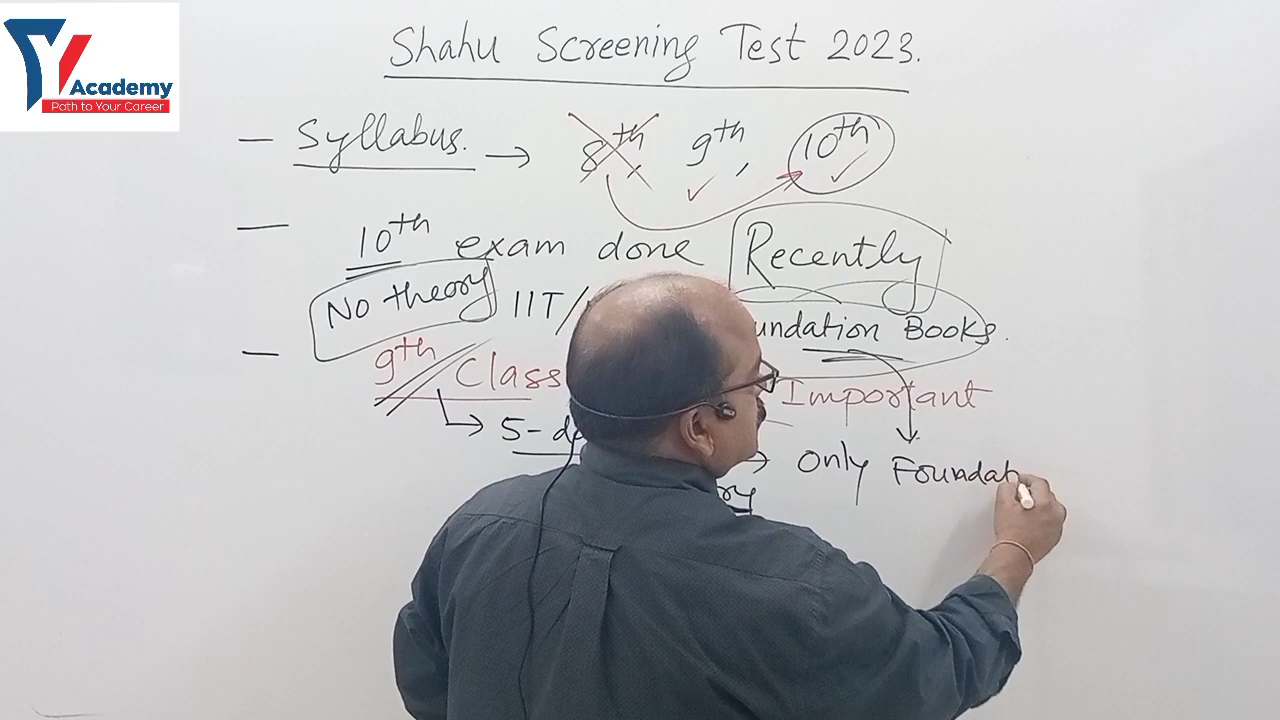 Academy
Path to Your Career
Shahu Screening Test 2023.
- Syllabus. → 8th 9th, 10th
- 10th exam done Recently
No theory IIT/ undation Books.
- 9th Class Important
→ 5-d → Only Foundat
ry